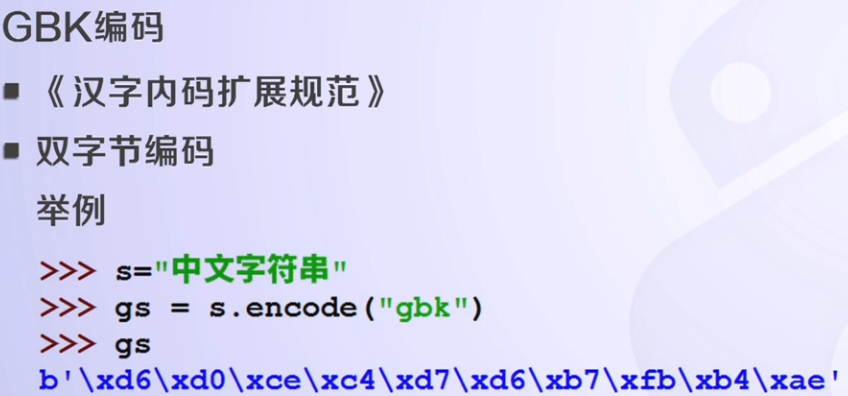 GBK编码
▪ 《汉字内码扩展规范》
▪ 双字节编码
举例
>>> s="中文字符串"
>>> gs = s.encode("gbk")
>>> gs
b'\xd6\xd0\xce\xc4\xd7\xd6\xb7\xfb\xb4\xae'